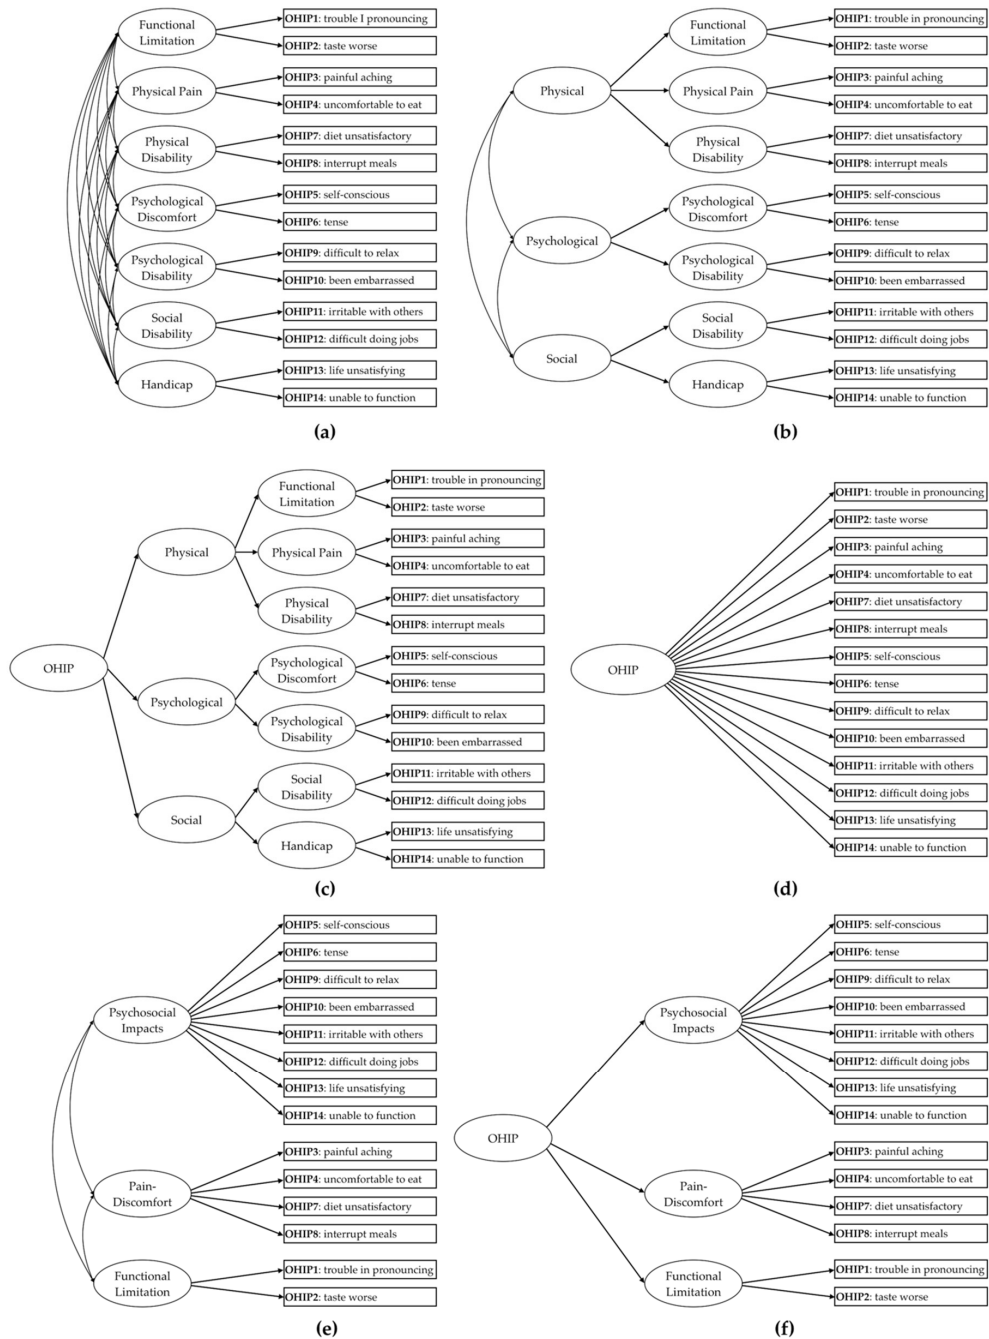 Functional
Limitation
OHIP1: trouble I pronouncing
OHIP2: taste worse
Physical Pain
OHIP3: painful aching
OHIP4: uncomfortable to eat
Physical
Disability
OHIP7: diet unsatisfactory
OHIP8: interrupt meals
Psychological
Discomfort
OHIP5: self-conscious
OHIP6: tense
Psychological
Disability
OHIP9: difficult to relax
OHIP10: been embarrassed
Social
Disability
OHIP11: irritable with others
OHIP12: difficult doing jobs
Handicap
OHIP13: life unsatisfying
OHIP14: unable to function
(a)
Physical
Functional
Limitation
OHIP1: trouble in pronouncing
OHIP2: taste worse
Physical Pain
OHIP3: painful aching
OHIP4: uncomfortable to eat
Physical
Disability
OHIP7: diet unsatisfactory
OHIP8: interrupt meals
Psychological
Psychological
Discomfort
OHIP5: self-conscious
OHIP6: tense
Psychological
Disability
OHIP9: difficult to relax
OHIP10: been embarrassed
Social
Social
Disability
OHIP11: irritable with others
OHIP12: difficult doing jobs
Handicap
OHIP13: life unsatisfying
OHIP14: unable to function
(b)
OHIP
Physical
Functional
Limitation
OHIP1: trouble in pronouncing
OHIP2: taste worse
Physical Pain
OHIP3: painful aching
OHIP4: uncomfortable to eat
Physical
Disability
OHIP7: diet unsatisfactory
OHIP8: interrupt meals
Psychological
Psychological
Discomfort
OHIP5: self-conscious
OHIP6: tense
Psychological
Disability
OHIP9: difficult to relax
OHIP10: been embarrassed
Social
Social
Disability
OHIP11: irritable with others
OHIP12: difficult doing jobs
Handicap
OHIP13: life unsatisfying
OHIP14: unable to function
(c)
OHIP
OHIP1: trouble in pronouncing
OHIP2: taste worse
OHIP3: painful aching
OHIP4: uncomfortable to eat
OHIP7: diet unsatisfactory
OHIP8: interrupt meals
OHIP5: self-conscious
OHIP6: tense
OHIP9: difficult to relax
OHIP10: been embarrassed
OHIP11: irritable with others
OHIP12: difficult doing jobs
OHIP13: life unsatisfying
OHIP14: unable to function
(d)
Psychosocial
Impacts
OHIP5: self-conscious
OHIP6: tense
OHIP9: difficult to relax
OHIP10: been embarrassed
OHIP11: irritable with others
OHIP12: difficult doing jobs
OHIP13: life unsatisfying
OHIP14: unable to function
Pain-
Discomfort
OHIP3: painful aching
OHIP4: uncomfortable to eat
OHIP7: diet unsatisfactory
OHIP8: interrupt meals
Functional
Limitation
OHIP1: trouble in pronouncing
OHIP2: taste worse
(e)
OHIP
Psychosocial
Impacts
OHIP5: self-conscious
OHIP6: tense
OHIP9: difficult to relax
OHIP10: been embarrassed
OHIP11: irritable with others
OHIP12: difficult doing jobs
OHIP13: life unsatisfying
OHIP14: unable to function
Pain-
Discomfort
OHIP3: painful aching
OHIP4: uncomfortable to eat
OHIP7: diet unsatisfactory
OHIP8: interrupt meals
Functional
Limitation
OHIP1: trouble in pronouncing
OHIP2: taste worse
(f)